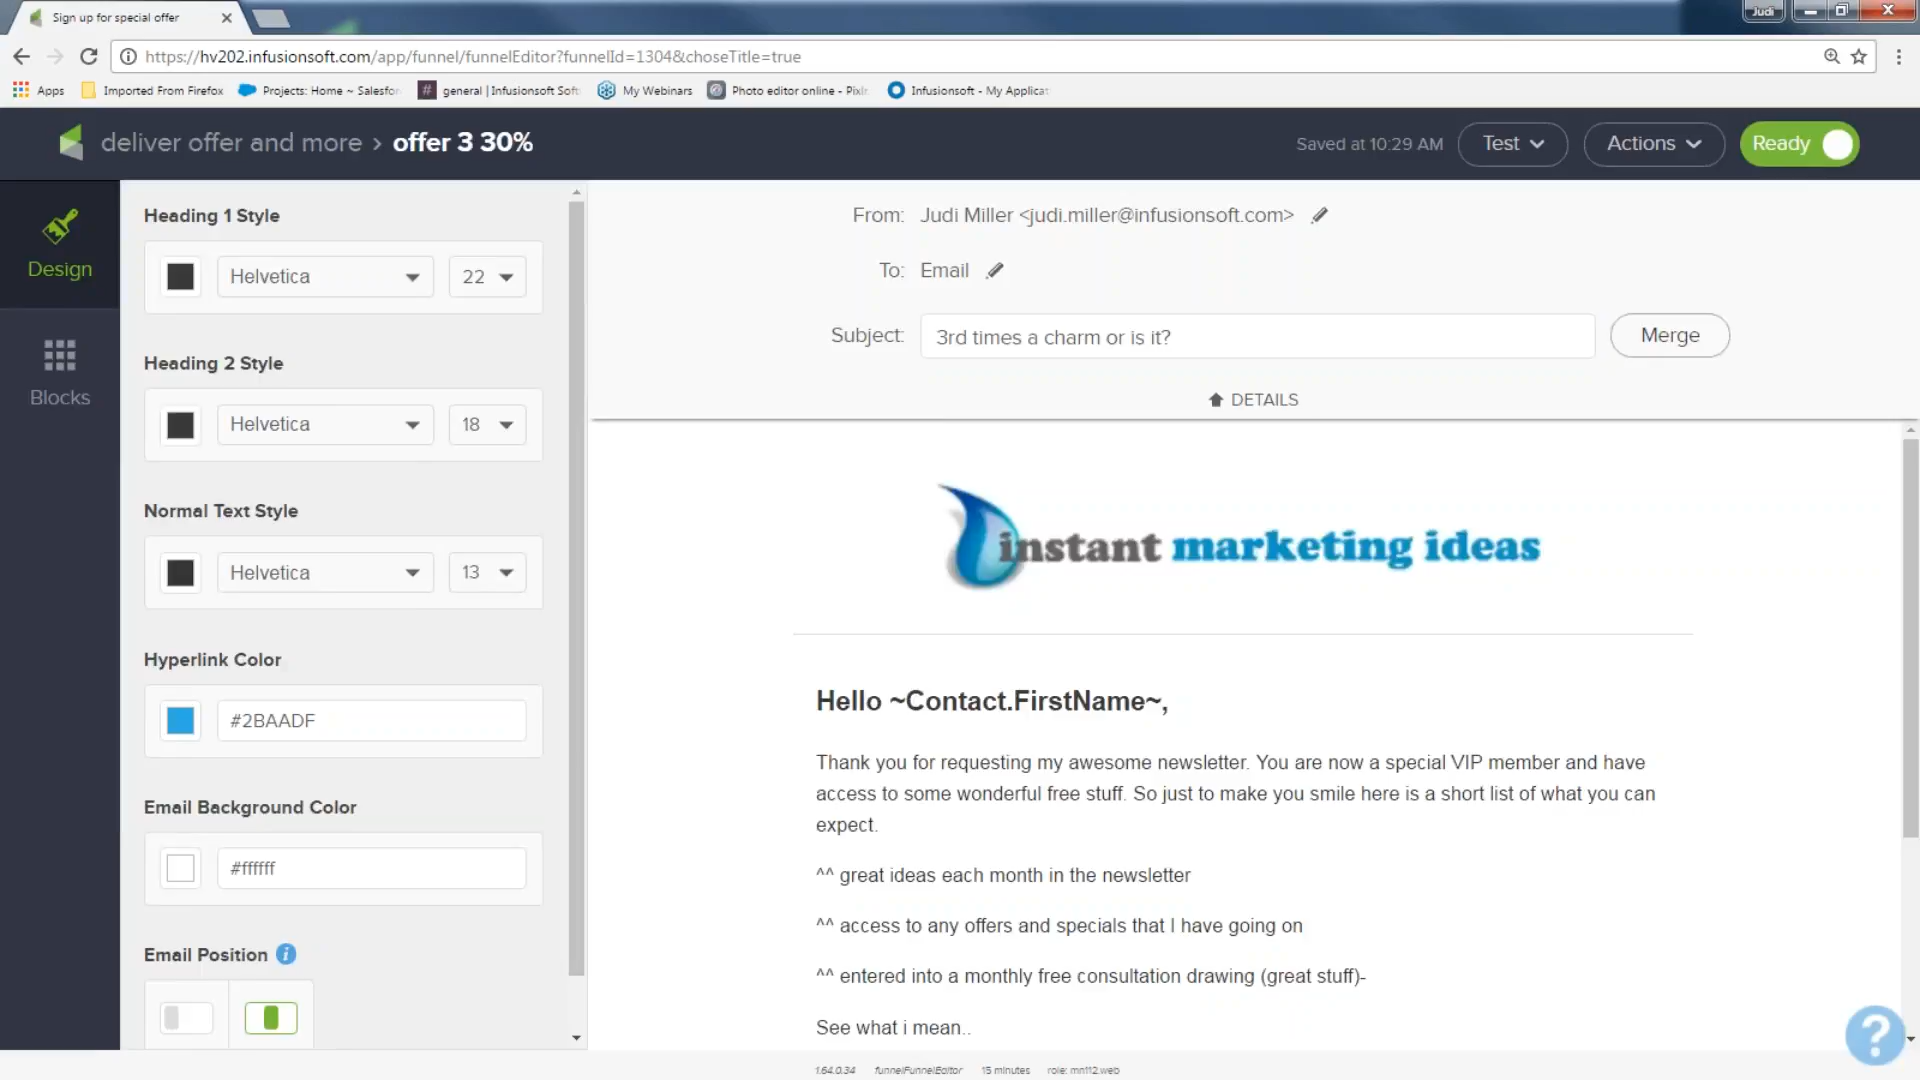 Sign up for special offer
Judi
https://hv202.infusionsoft.com/app/funnel/funnelEditor?funnelId=1304&choseTitle=true
Apps Imported From Firefox Projects: Home ~ Salesfor general | Infusionsoft Soft My Webinars Photo editor online - Pixlr Infusionsoft - My Applicat
deliver offer and more › offer 3 30% Saved at 10:29 AM Test Actions Ready
Design
Blocks
Heading 1 Style
Helvetica 22
Heading 2 Style
Helvetica 18
Normal Text Style
Helvetica 13
Hyperlink Color
#2BAADF
Email Background Color
#ffffff
Email Position i
From: Judi Miller <judi.miller@infusionsoft.com>
To: Email
Subject: 3rd times a charm or is it? Merge
DETAILS
instant marketing ideas
Hello ~Contact.FirstName~,
Thank you for requesting my awesome newsletter. You are now a special VIP member and have
access to some wonderful free stuff. So just to make you smile here is a short list of what you can
expect.
^^ great ideas each month in the newsletter
^^ access to any offers and specials that I have going on
^^ entered into a monthly free consultation drawing (great stuff)-
See what i mean..
?
1.64.0.34 funnelFunnelEditor 15 minutes role: mn112.web